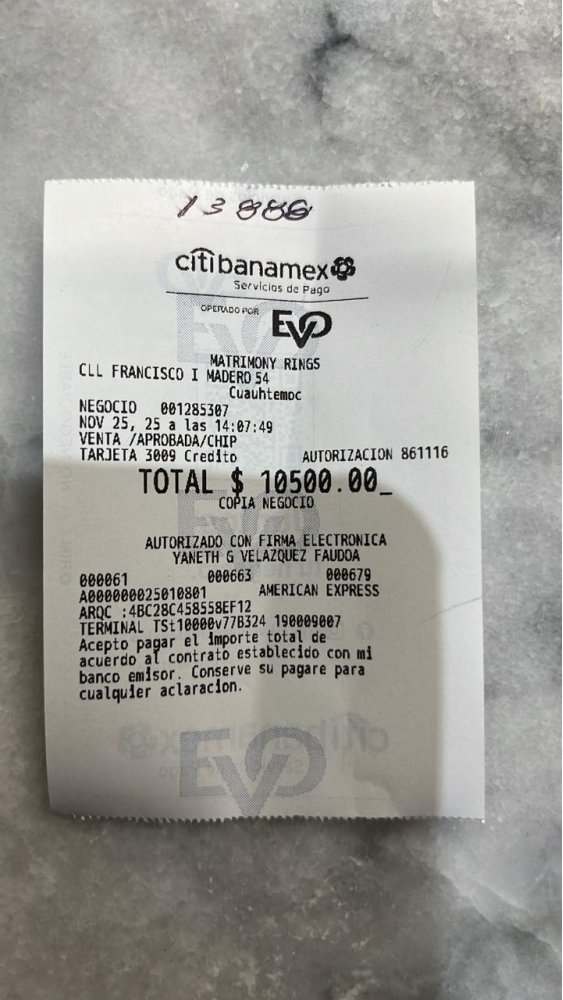 citibanamex
Servicios de Pago
OPERADO POR
EVO
MATRIMONY RINGS
CLL FRANCISCO I MADERO 54
Cuauhtemoc
NEGOCIO 001285307
NOV 25, 25 a las 14:07:49
VENTA /APROBADA/CHIP
TARJETA 3009 Credito AUTORIZACION 861116
TOTAL $ 10500.00_
COPIA NEGOCIO
AUTORIZADO CON FIRMA ELECTRONICA
YANETH G VELAZQUEZ FAUDOA
000061 000663 000679
A000000025010801 AMERICAN EXPRESS
ARQC :4BC28C458558EF12
TERMINAL TSt10000v77B324 190009007
Acepto pagar el importe total de
acuerdo al contrato establecido con mi
banco emisor. Conserve su pagare para
cualquier aclaracion.
EVO